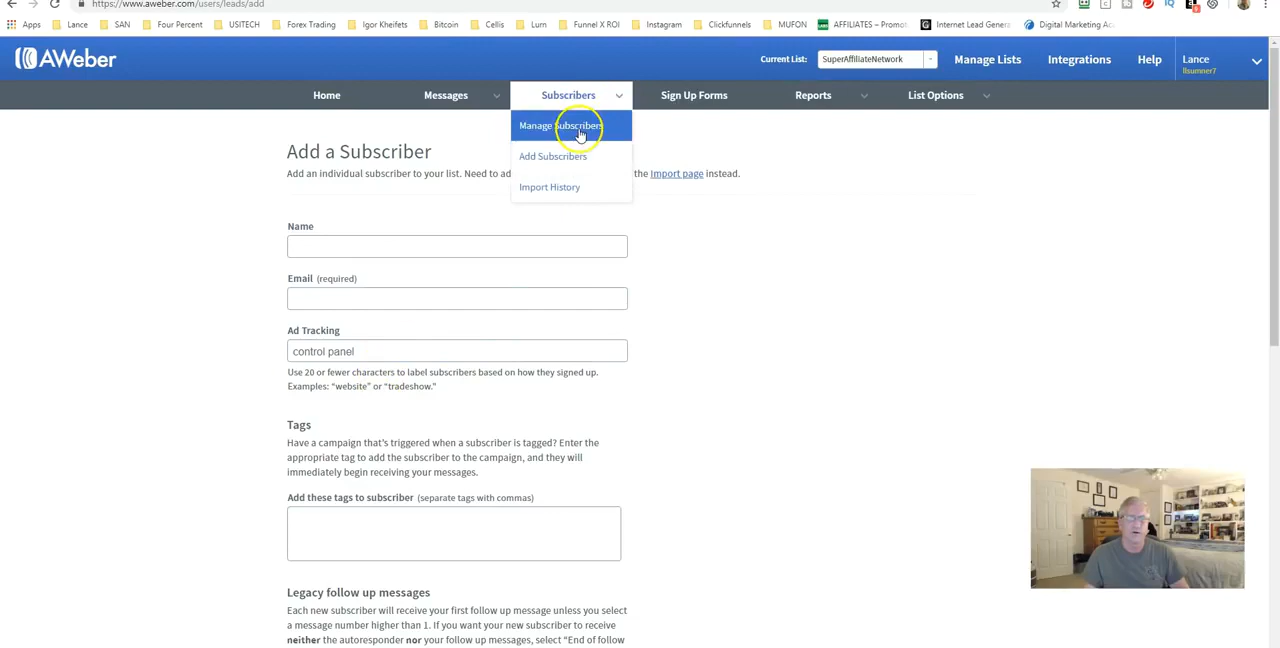 https://www.aweber.com/users/leads/add
Apps Lance SAN Four Percent USITECH Forex Trading Igor Kheifets Bitcoin Cellis Lurn Funnel X ROI Instagram Clickfunnels MUFON AFFILIATES – Promot Internet Lead Genera Digital Marketing
AWeber
Current List: SuperAffiliateNetwork Manage Lists Integrations Help Lance
llsumner7
Home Messages Subscribers Sign Up Forms Reports List Options
Manage Subscribers
Add Subscribers
Import History
Add a Subscriber
Add an individual subscriber to your list. Need to ad the Import page instead.
Name
Email (required)
Ad Tracking
control panel
Use 20 or fewer characters to label subscribers based on how they signed up.
Examples: “website” or “tradeshow.”
Tags
Have a campaign that's triggered when a subscriber is tagged? Enter the
appropriate tag to add the subscriber to the campaign, and they will
immediately begin receiving your messages.
Add these tags to subscriber (separate tags with commas)
Legacy follow up messages
Each new subscriber will receive your first follow up message unless you select
a message number higher than 1. If you want your new subscriber to receive
neither the autoresponder nor your follow up messages, select “End of follow